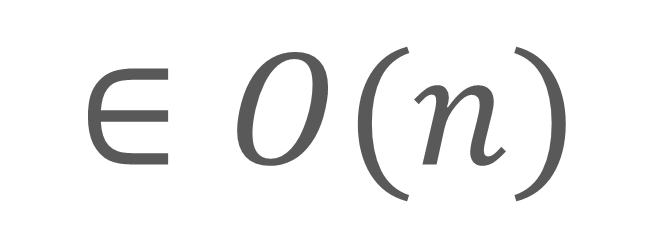 ∈ O(n)